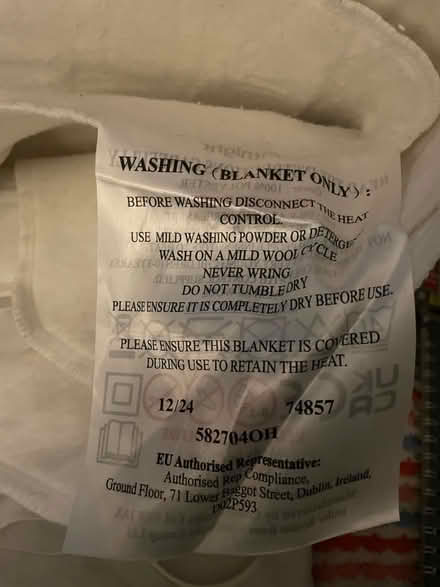 WASHING (BLANKET ONLY):
BEFORE WASHING DISCONNECT THE HEAT
CONTROL.
USE MILD WASHING POWDER OR DETERGENT
WASH ON A MILD WOOL CYCLE
NEVER WRING
DO NOT TUMBLE DRY
PLEASE ENSURE IT IS COMPLETELY DRY BEFORE USE.
PLEASE ENSURE THIS BLANKET IS COVERED
DURING USE TO RETAIN THE HEAT.
12/24 74857
582704OH
EU Authorised Representative:
Authorised Rep Compliance,
Ground Floor, 71 Lower Baggot Street, Dublin, Ireland,
D02P593